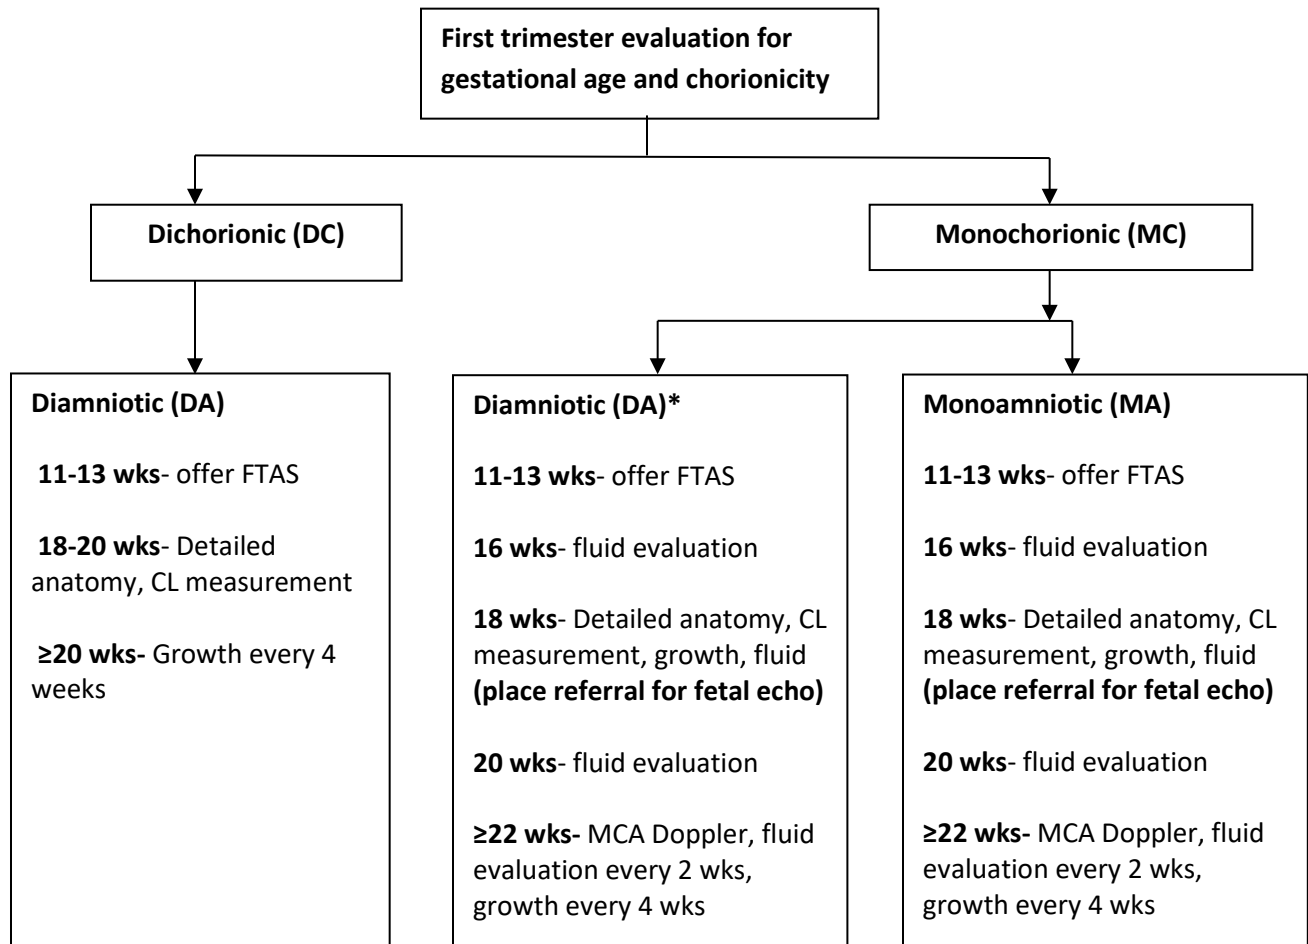 First trimester evaluation for
gestational age and chorionicity
Dichorionic (DC)
Monochorionic (MC)
Diamniotic (DA)
11-13 wks- offer FTAS
18-20 wks- Detailed
anatomy, CL measurement
≥20 wks- Growth every 4
weeks
Diamniotic (DA)*
11-13 wks- offer FTAS
16 wks- fluid evaluation
18 wks- Detailed anatomy, CL
measurement, growth, fluid
(place referral for fetal echo)
20 wks- fluid evaluation
≥22 wks- MCA Doppler, fluid
evaluation every 2 wks,
growth every 4 wks
Monoamniotic (MA)
11-13 wks- offer FTAS
16 wks- fluid evaluation
18 wks- Detailed anatomy, CL
measurement, growth, fluid
(place referral for fetal echo)
20 wks- fluid evaluation
≥22 wks- MCA Doppler, fluid
evaluation every 2 wks,
growth every 4 wks